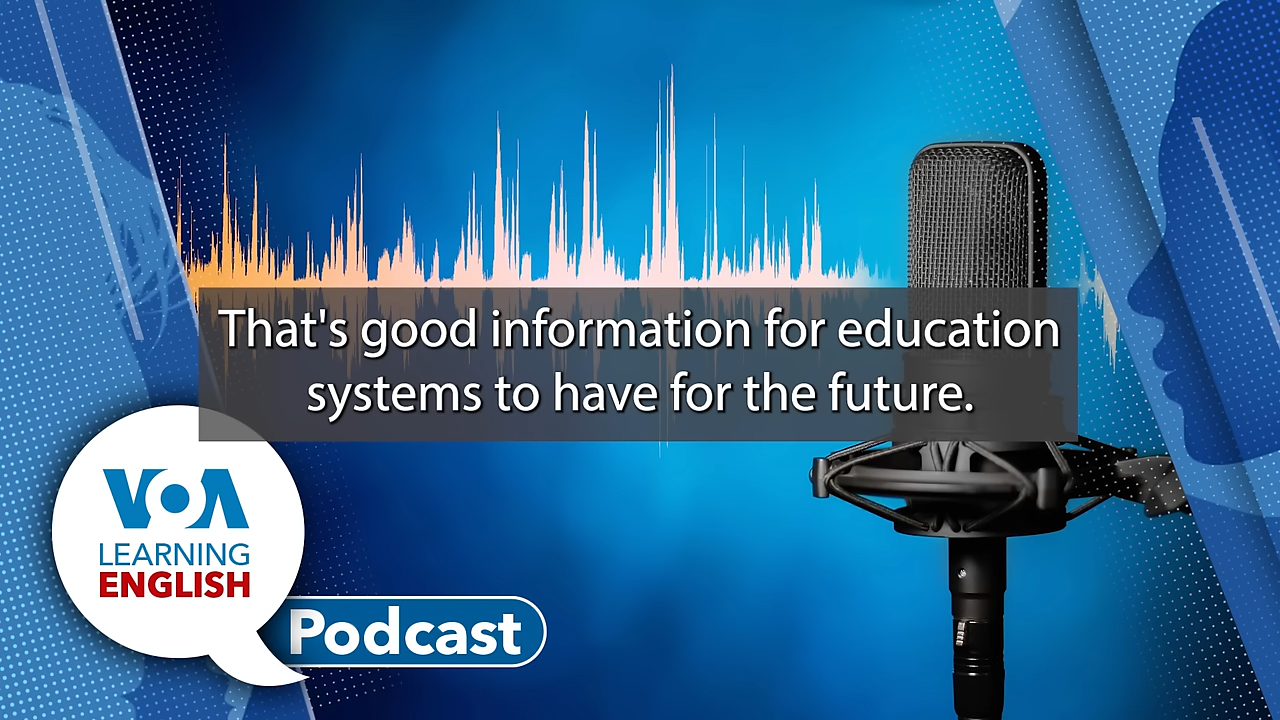 That's good information for education
systems to have for the future.
VOA
LEARNING
ENGLISH
Podcast